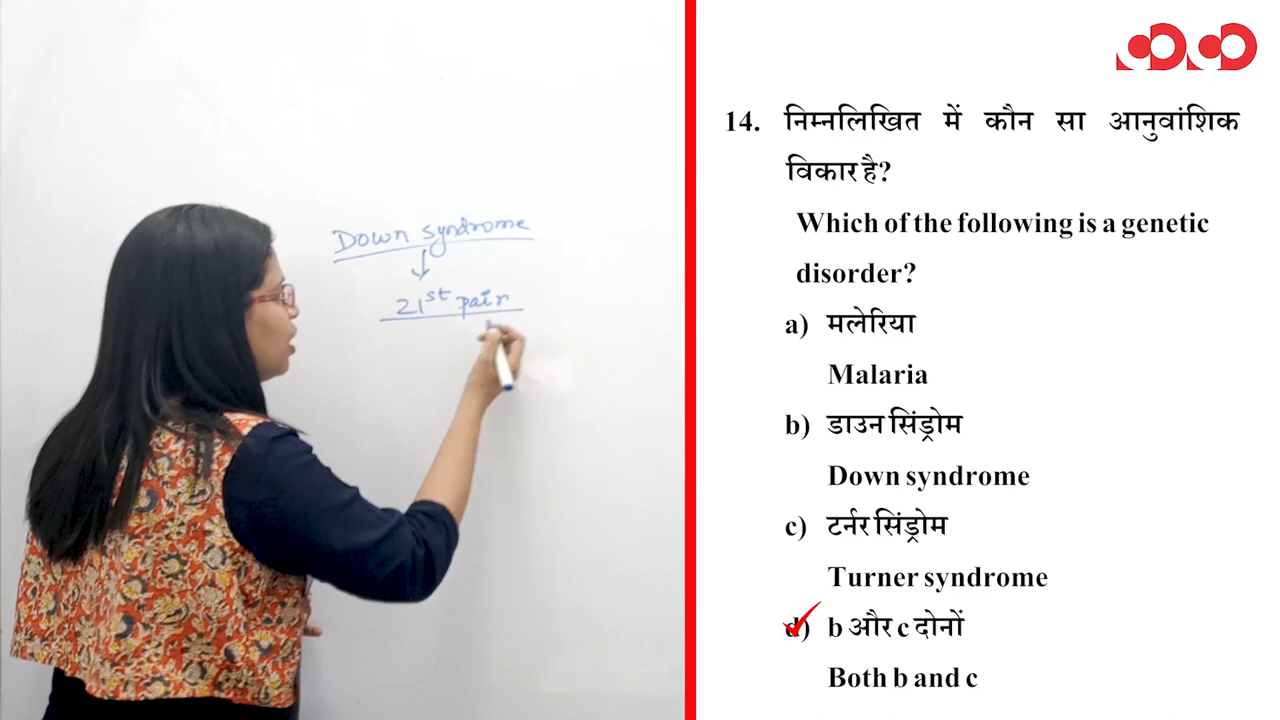 Down syndrome
21st pair
14. निम्नलिखित में कौन सा आनुवांशिक
विकार है?
Which of the following is a genetic
disorder?
a) मलेरिया
Malaria
b) डाउन सिंड्रोम
Down syndrome
c) टर्नर सिंड्रोम
Turner syndrome
d) b और c दोनों
Both b and c